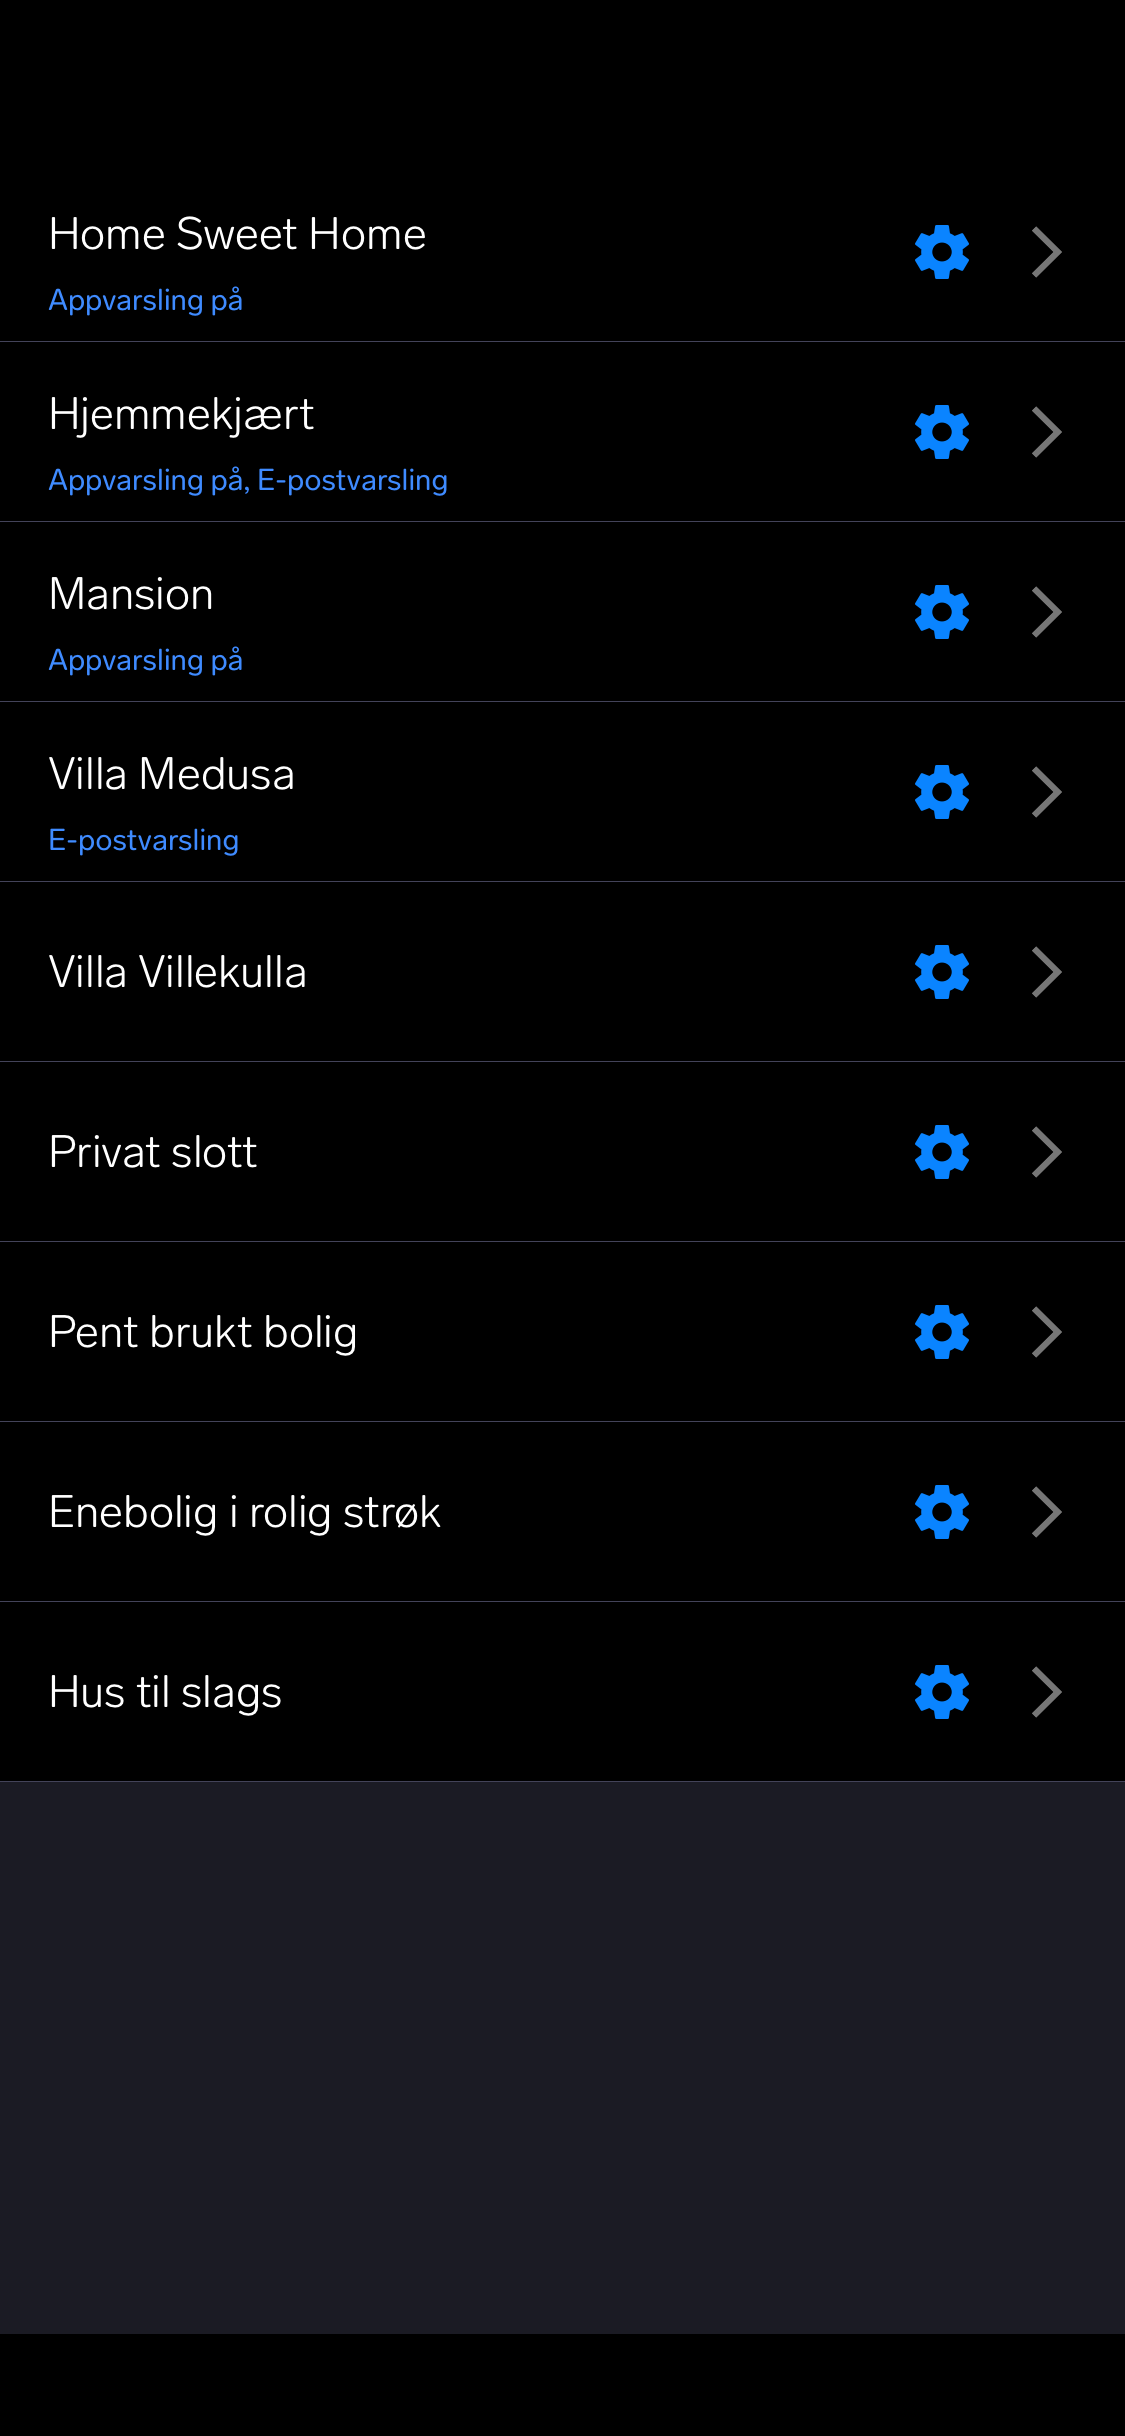 Home Sweet Home
Appvarsling på
Hjemmekjært
Appvarsling på, E-postvarsling
Mansion
Appvarsling på
Villa Medusa
E-postvarsling
Villa Villekulla
Privat slott
Pent brukt bolig
Enebolig i rolig strøk
Hus til slags